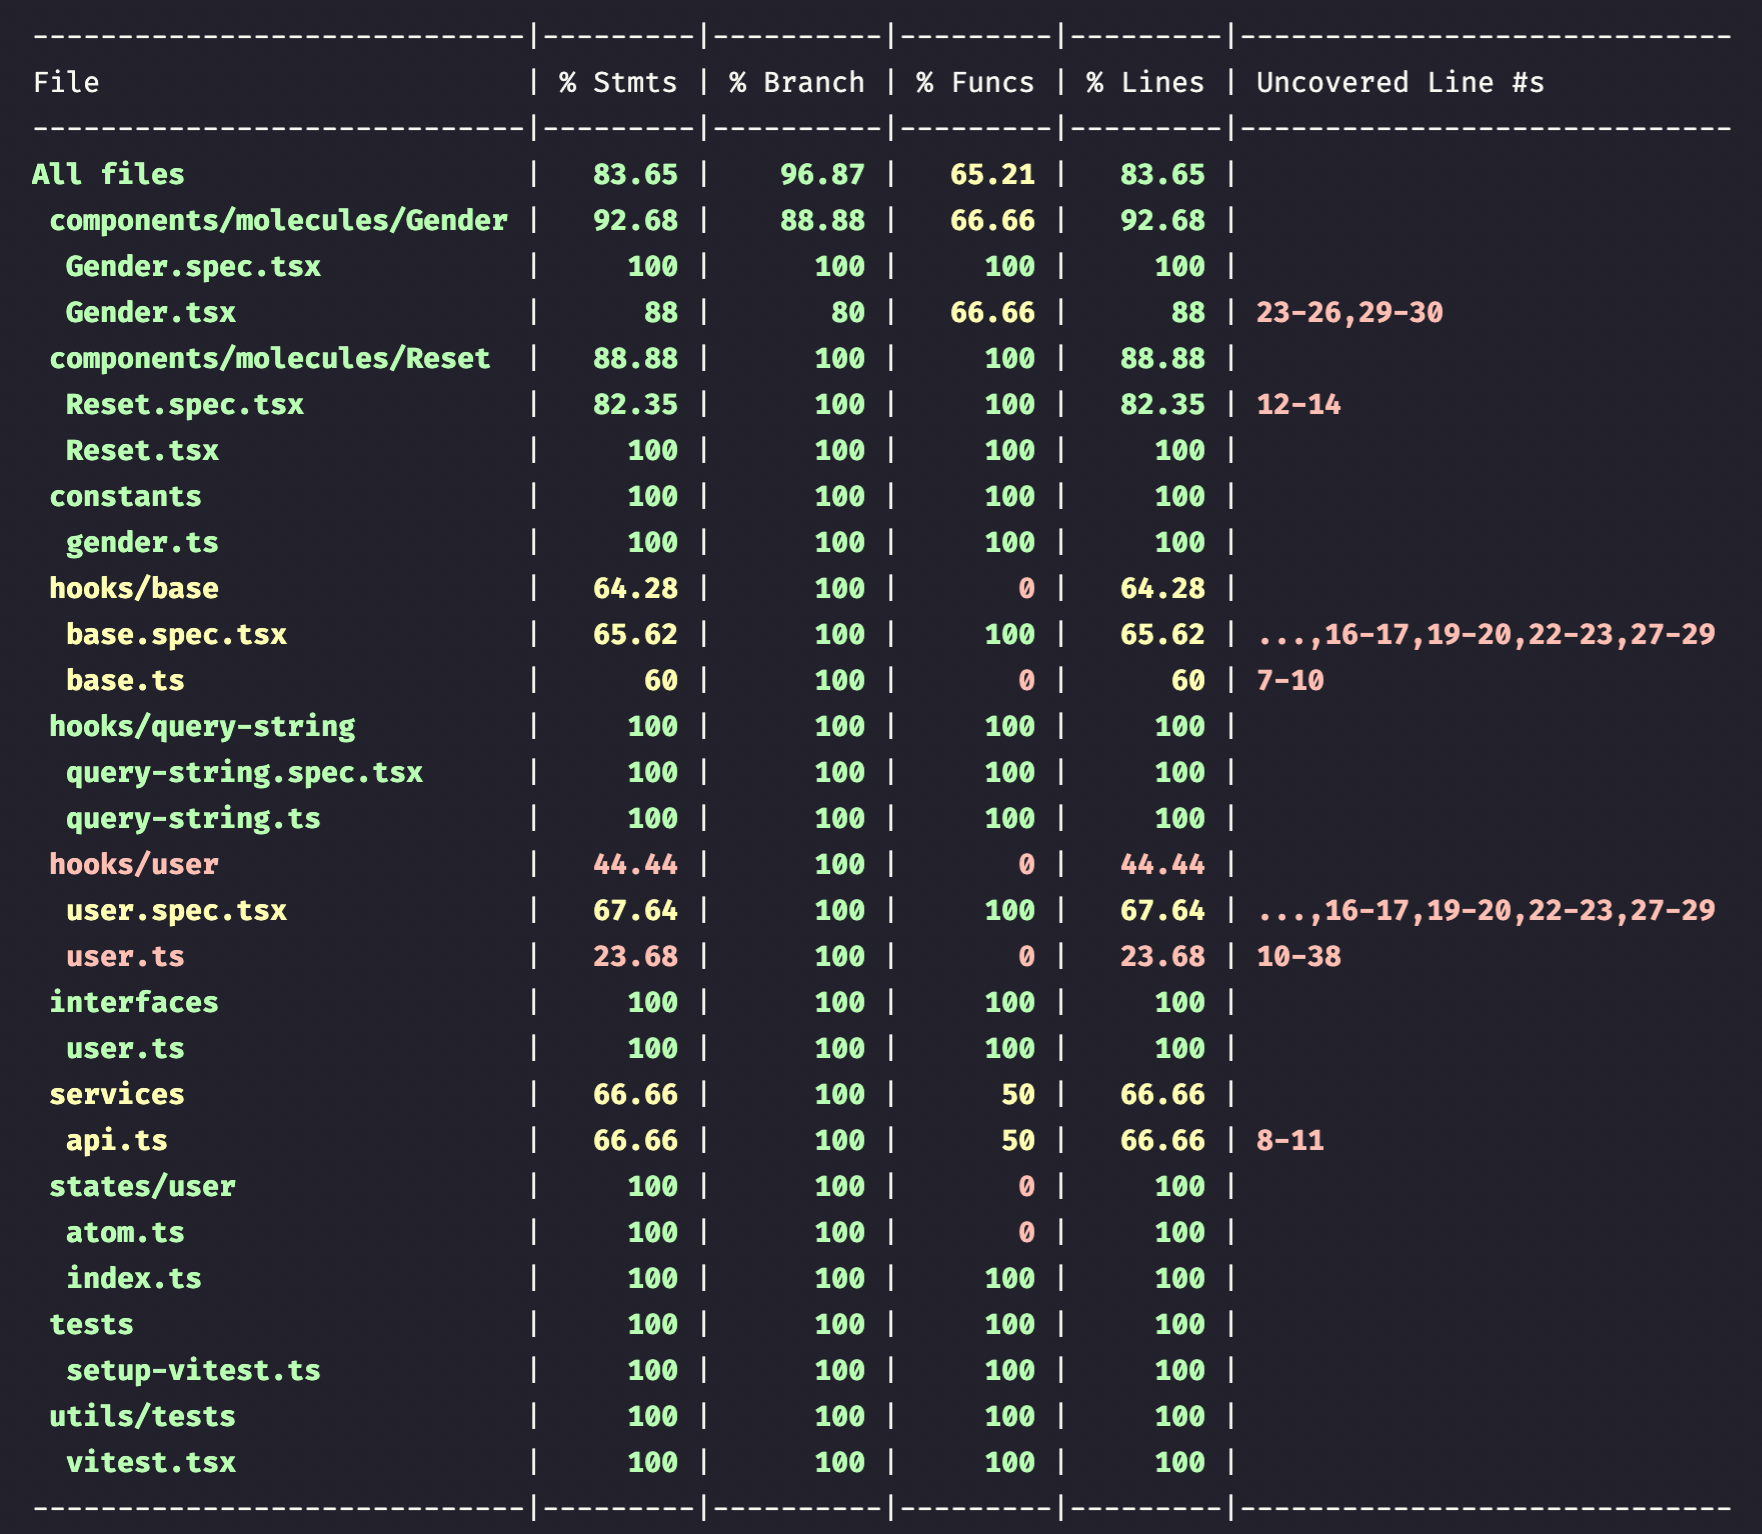 -----------------------------|---------|----------|---------|---------|-----------------------------
File                         | % Stmts | % Branch | % Funcs | % Lines | Uncovered Line #s
-----------------------------|---------|----------|---------|---------|-----------------------------
All files                    |   83.65 |    96.87 |   65.21 |   83.65 |
 components/molecules/Gender |   92.68 |    88.88 |   66.66 |   92.68 |
  Gender.spec.tsx            |     100 |      100 |     100 |     100 |
  Gender.tsx                 |      88 |       80 |   66.66 |      88 | 23-26,29-30
 components/molecules/Reset  |   88.88 |      100 |     100 |   88.88 |
  Reset.spec.tsx             |   82.35 |      100 |     100 |   82.35 | 12-14
  Reset.tsx                  |     100 |      100 |     100 |     100 |
 constants                   |     100 |      100 |     100 |     100 |
  gender.ts                  |     100 |      100 |     100 |     100 |
 hooks/base                  |   64.28 |      100 |       0 |   64.28 |
  base.spec.tsx              |   65.62 |      100 |     100 |   65.62 | ...,16-17,19-20,22-23,27-29
  base.ts                    |      60 |      100 |       0 |      60 | 7-10
 hooks/query-string          |     100 |      100 |     100 |     100 |
  query-string.spec.tsx      |     100 |      100 |     100 |     100 |
  query-string.ts            |     100 |      100 |     100 |     100 |
 hooks/user                  |   44.44 |      100 |       0 |   44.44 |
  user.spec.tsx              |   67.64 |      100 |     100 |   67.64 | ...,16-17,19-20,22-23,27-29
  user.ts                    |   23.68 |      100 |       0 |   23.68 | 10-38
 interfaces                  |     100 |      100 |     100 |     100 |
  user.ts                    |     100 |      100 |     100 |     100 |
 services                    |   66.66 |      100 |      50 |   66.66 |
  api.ts                     |   66.66 |      100 |      50 |   66.66 | 8-11
 states/user                 |     100 |      100 |       0 |     100 |
  atom.ts                    |     100 |      100 |       0 |     100 |
  index.ts                   |     100 |      100 |     100 |     100 |
 tests                       |     100 |      100 |     100 |     100 |
  setup-vitest.ts            |     100 |      100 |     100 |     100 |
 utils/tests                 |     100 |      100 |     100 |     100 |
  vitest.tsx                 |     100 |      100 |     100 |     100 |
-----------------------------|---------|----------|---------|---------|-----------------------------